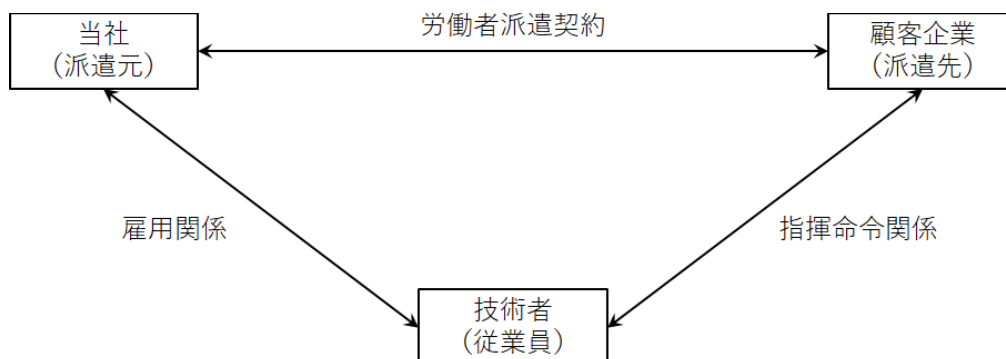 労働者派遣契約
当社
（派遣元）
顧客企業
（派遣先）
雇用関係
指揮命令関係
技術者
（従業員）